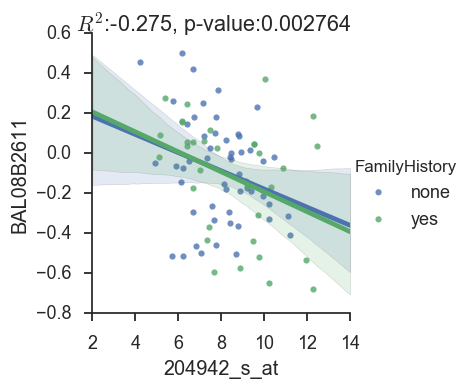 R²:-0.275, p-value:0.002764
0.6
0.4
0.2
0.0
−0.2
−0.4
−0.6
−0.8
BAL08B2611
2 4 6 8 10 12 14
204942_s_at
FamilyHistory
none
yes